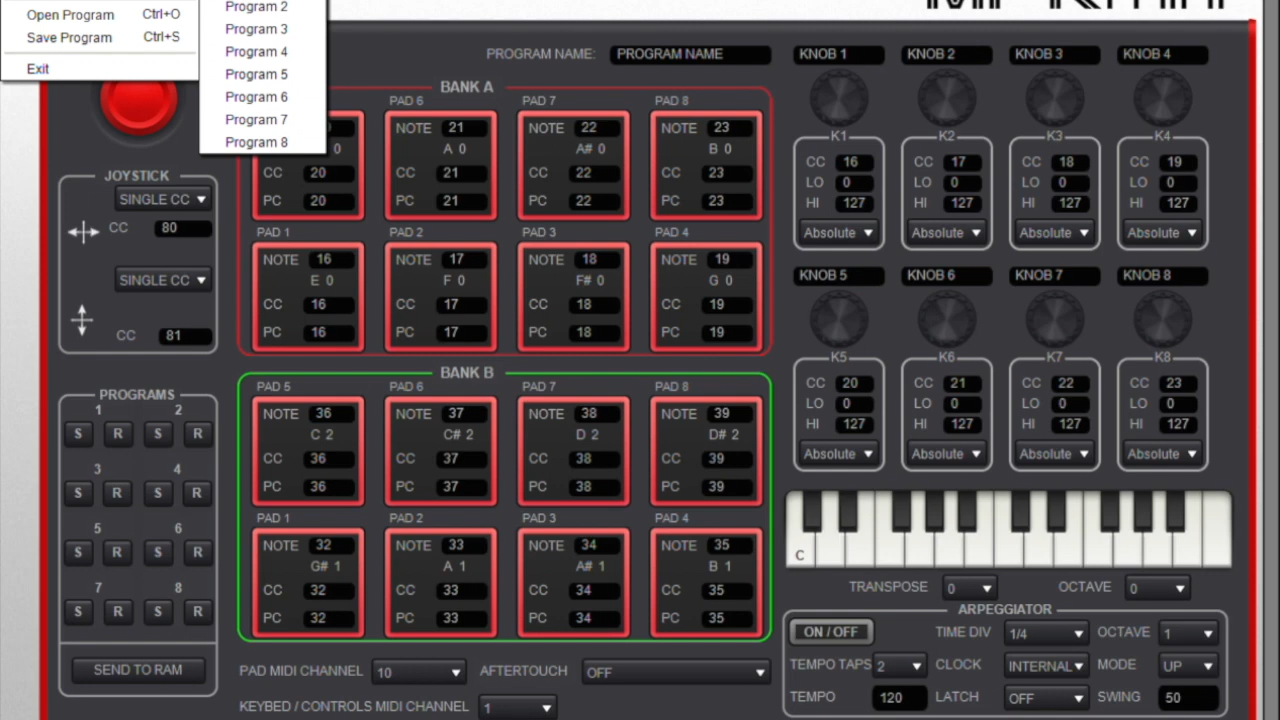 Open Program Ctrl+O
Save Program Ctrl+S
Exit
Program 2
Program 3
Program 4
Program 5
Program 6
Program 7
Program 8
PROGRAM NAME: PROGRAM NAME
JOYSTICK
SINGLE CC
CC 80
SINGLE CC
CC 81
PROGRAMS
1 2
S R S R
3 4
S R S R
5 6
S R S R
7 8
S R S R
SEND TO RAM
BANK A
PAD 6 PAD 7 PAD 8
NOTE 21 NOTE 22 NOTE 23
0 A 0 A# 0 B 0
CC 20 CC 21 CC 22 CC 23
PC 20 PC 21 PC 22 PC 23
PAD 1 PAD 2 PAD 3 PAD 4
NOTE 16 NOTE 17 NOTE 18 NOTE 19
E 0 F 0 F# 0 G 0
CC 16 CC 17 CC 18 CC 19
PC 16 PC 17 PC 18 PC 19
BANK B
PAD 5 PAD 6 PAD 7 PAD 8
NOTE 36 NOTE 37 NOTE 38 NOTE 39
C 2 C# 2 D 2 D# 2
CC 36 CC 37 CC 38 CC 39
PC 36 PC 37 PC 38 PC 39
PAD 1 PAD 2 PAD 3 PAD 4
NOTE 32 NOTE 33 NOTE 34 NOTE 35
G# 1 A 1 A# 1 B 1
CC 32 CC 33 CC 34 CC 35
PC 32 PC 33 PC 34 PC 35
PAD MIDI CHANNEL 10 AFTERTOUCH OFF
KEYBED / CONTROLS MIDI CHANNEL 1
KNOB 1 KNOB 2 KNOB 3 KNOB 4
K1 K2 K3 K4
CC 16 CC 17 CC 18 CC 19
LO 0 LO 0 LO 0 LO 0
HI 127 HI 127 HI 127 HI 127
Absolute Absolute Absolute Absolute
KNOB 5 KNOB 6 KNOB 7 KNOB 8
K5 K6 K7 K8
CC 20 CC 21 CC 22 CC 23
LO 0 LO 0 LO 0 LO 0
HI 127 HI 127 HI 127 HI 127
Absolute Absolute Absolute Absolute
C
TRANSPOSE 0 OCTAVE 0
ARPEGGIATOR
ON / OFF TIME DIV 1/4 OCTAVE 1
TEMPO TAPS 2 CLOCK INTERNAL MODE UP
TEMPO 120 LATCH OFF SWING 50